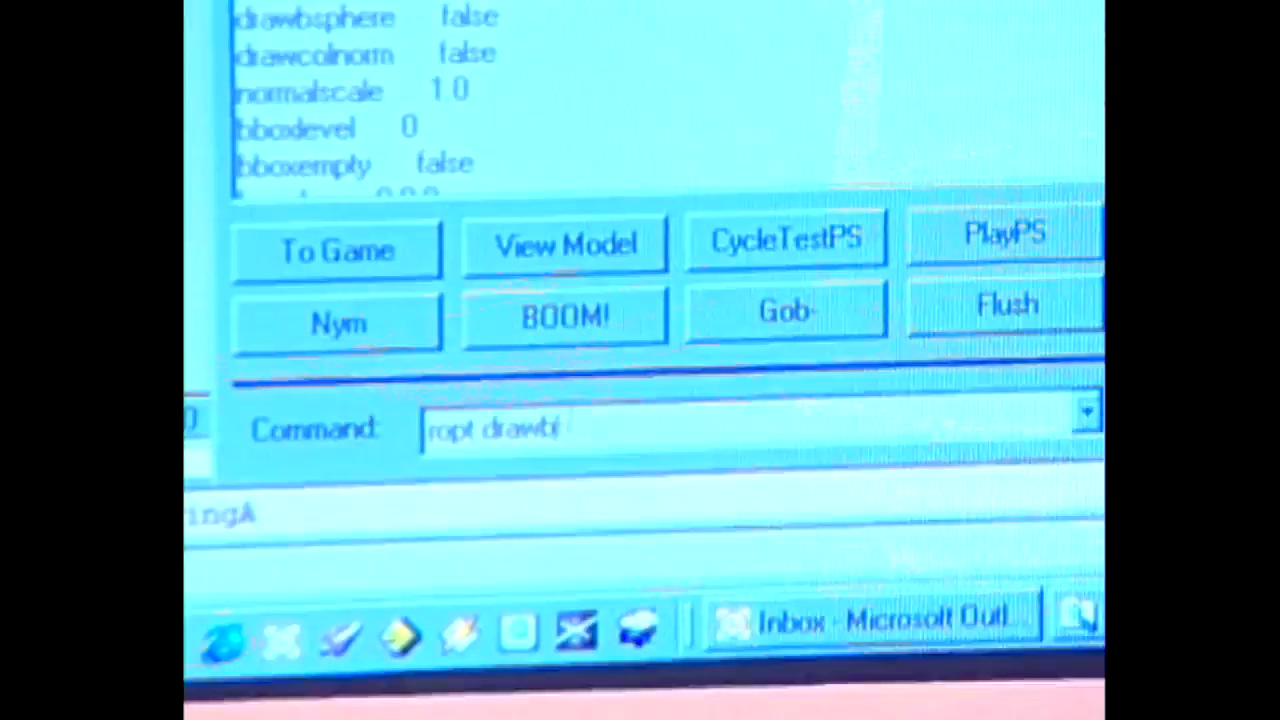 drawbsphere false
drawcolnorm false
normalscale 1.0
bboxlevel 0
bboxempty false
To Game View Model CycleTestPS PlayPS
Nym BOOM! Gob- Flush
Command: ropt drawb
ingA
Inbox - Microsoft Outl...